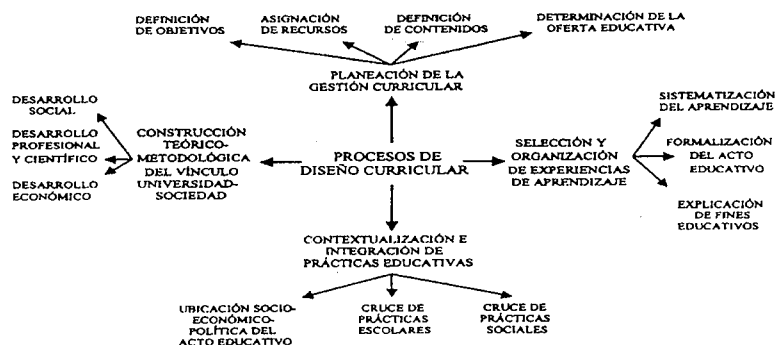 DEFINICIÓN
DE OBJETIVOS
ASIGNACIÓN
DE RECURSOS
DEFINICIÓN
DE CONTENIDOS
DETERMINACIÓN DE LA
OFERTA EDUCATIVA
PLANEACIÓN DE LA
GESTIÓN CURRICULAR
DESARROLLO
SOCIAL
DESARROLLO
PROFESIONAL
Y CIENTÍFICO
DESARROLLO
ECONÓMICO
CONSTRUCCIÓN
TEÓRICO-
METODOLÓGICA
DEL VÍNCULO
UNIVERSIDAD-
SOCIEDAD
PROCESOS DE
DISEÑO CURRICULAR
SELECCIÓN Y
ORGANIZACIÓN
DE EXPERIENCIAS
DE APRENDIZAJE
SISTEMATIZACIÓN
DEL APRENDIZAJE
FORMALIZACIÓN
DEL ACTO
EDUCATIVO
EXPLICACIÓN
DE FINES
EDUCATIVOS
CONTEXTUALIZACIÓN E
INTEGRACIÓN DE
PRÁCTICAS EDUCATIVAS
UBICACIÓN SOCIO-
ECONÓMICO-
POLÍTICA DEL
ACTO EDUCATIVO
CRUCE DE
PRÁCTICAS
ESCOLARES
CRUCE DE
PRÁCTICAS
SOCIALES